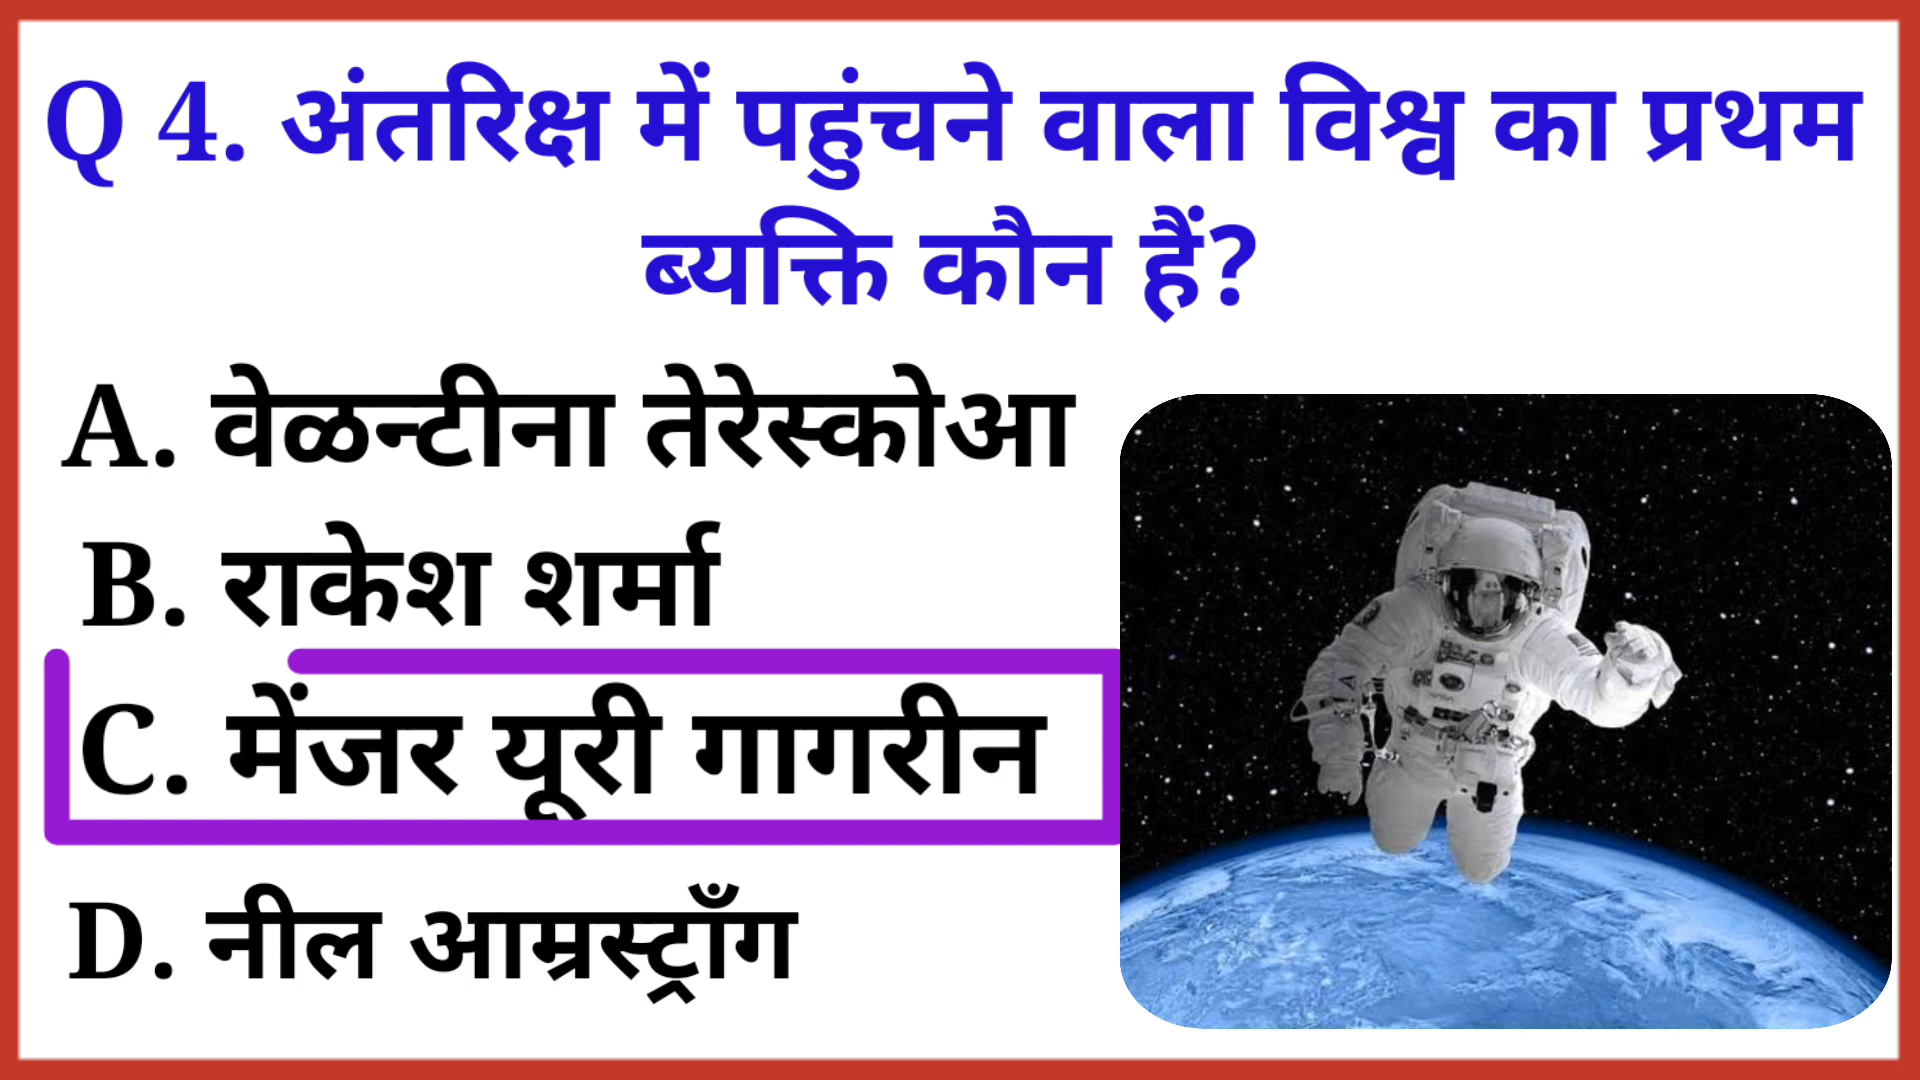 Q 4. अंतरिक्ष में पहुंचने वाला विश्व का प्रथम
ब्यक्ति कौन हैं?
A. वेळन्टीना तेरेस्कोआ
B. राकेश शर्मा
C. मेंजर यूरी गागरीन
D. नील आम्रस्ट्राँग